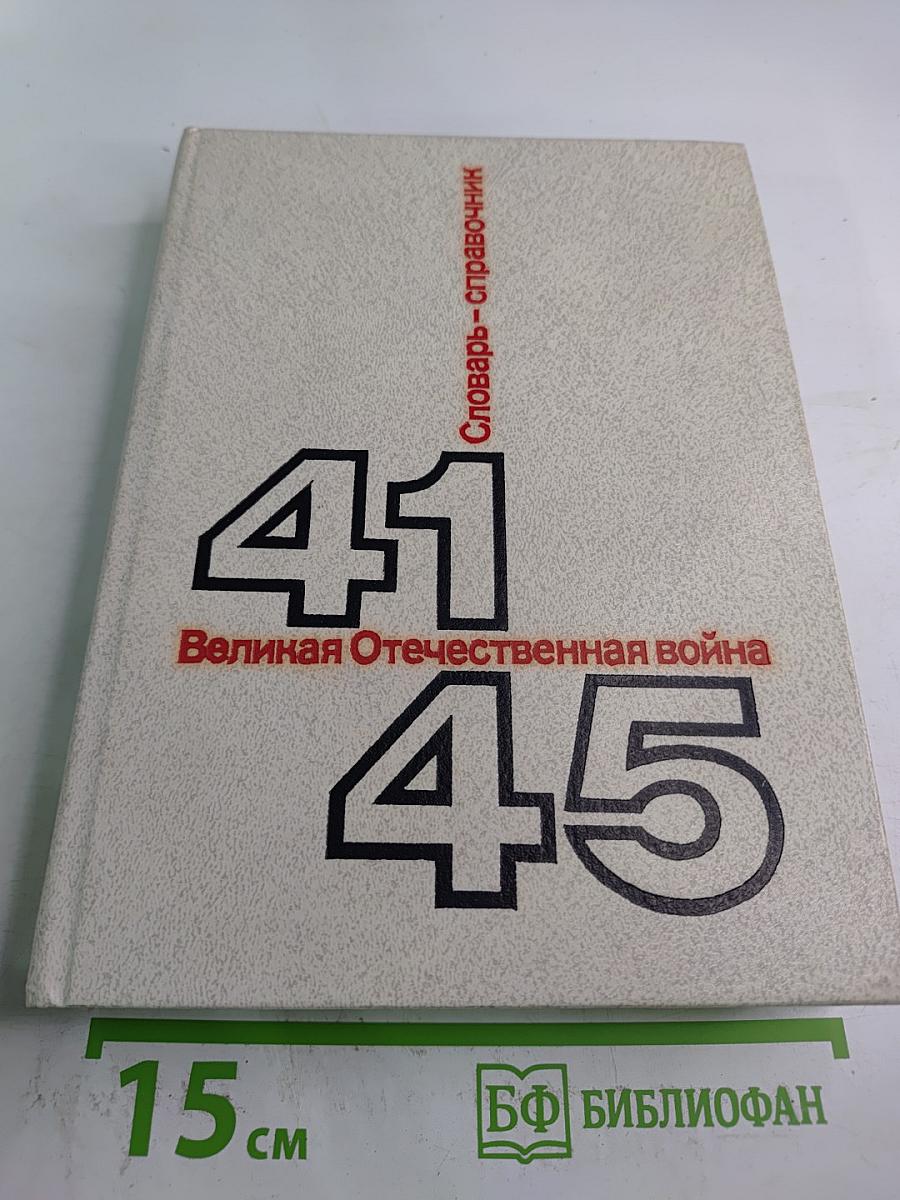 Словарь-справочник
41
Великая Отечественная война
45
15 см
БФ БИБЛИОФАН